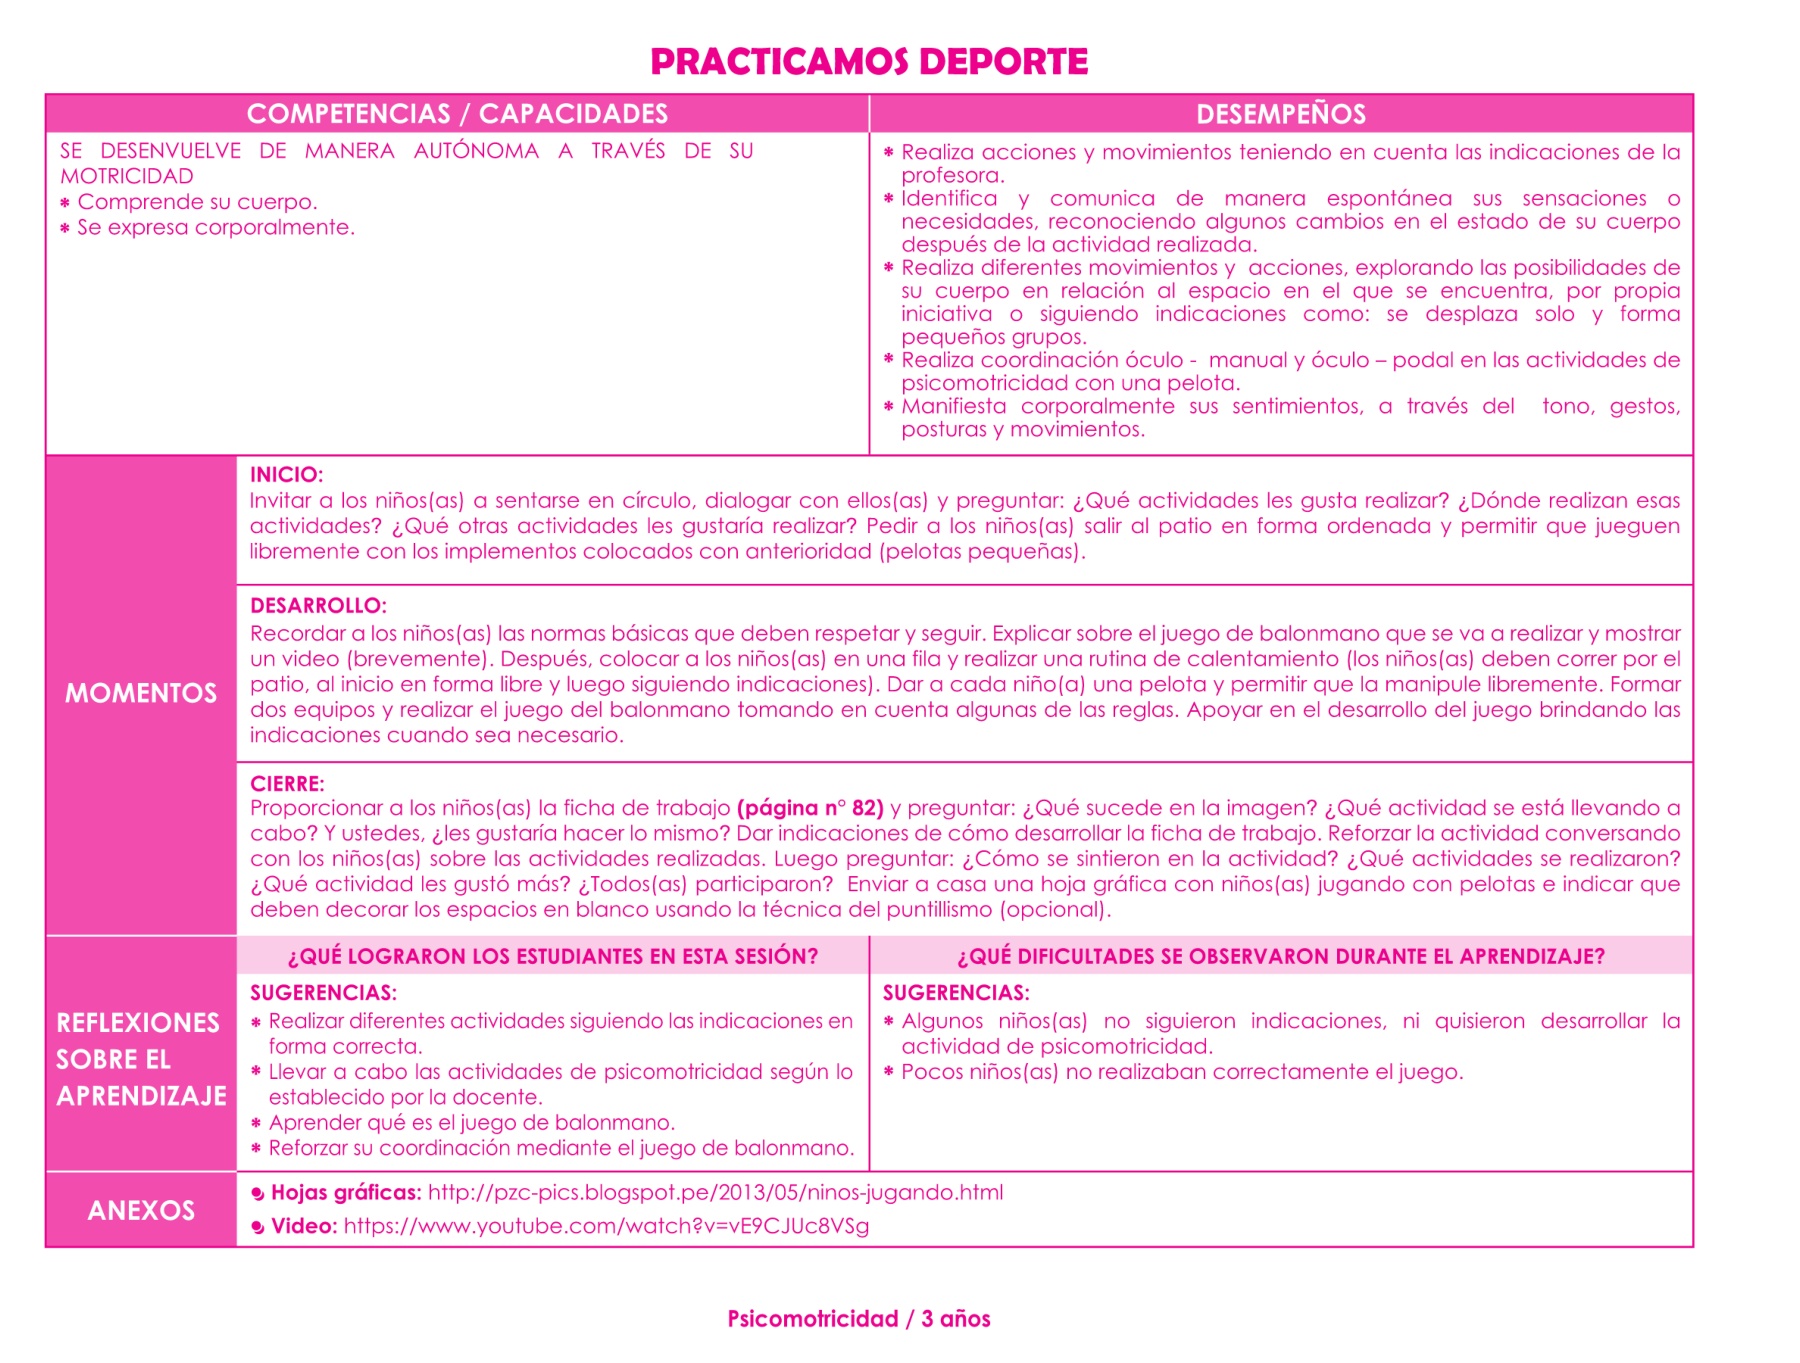 PRACTICAMOS DEPORTE
COMPETENCIAS / CAPACIDADES
SE DESENVUELVE DE MANERA AUTÓNOMA A TRAVÉS DE SU
MOTRICIDAD
* Comprende su cuerpo.
* Se expresa corporalmente.
DESEMPEÑOS
* Realiza acciones y movimientos teniendo en cuenta las indicaciones de la
profesora.
* Identifica y comunica de manera espontánea sus sensaciones o
necesidades, reconociendo algunos cambios en el estado de su cuerpo
después de la actividad realizada.
* Realiza diferentes movimientos y acciones, explorando las posibilidades de
su cuerpo en relación al espacio en el que se encuentra, por propia
iniciativa o siguiendo indicaciones como: se desplaza solo y forma
pequeños grupos.
* Realiza coordinación óculo - manual y óculo – podal en las actividades de
psicomotricidad con una pelota.
* Manifiesta corporalmente sus sentimientos, a través del tono, gestos,
posturas y movimientos.
MOMENTOS
INICIO:
Invitar a los niños(as) a sentarse en círculo, dialogar con ellos(as) y preguntar: ¿Qué actividades les gusta realizar? ¿Dónde realizan esas
actividades? ¿Qué otras actividades les gustaría realizar? Pedir a los niños(as) salir al patio en forma ordenada y permitir que jueguen
libremente con los implementos colocados con anterioridad (pelotas pequeñas).
DESARROLLO:
Recordar a los niños(as) las normas básicas que deben respetar y seguir. Explicar sobre el juego de balonmano que se va a realizar y mostrar
un video (brevemente). Después, colocar a los niños(as) en una fila y realizar una rutina de calentamiento (los niños(as) deben correr por el
patio, al inicio en forma libre y luego siguiendo indicaciones). Dar a cada niño(a) una pelota y permitir que la manipule libremente. Formar
dos equipos y realizar el juego del balonmano tomando en cuenta algunas de las reglas. Apoyar en el desarrollo del juego brindando las
indicaciones cuando sea necesario.
CIERRE:
Proporcionar a los niños(as) la ficha de trabajo (página n° 82) y preguntar: ¿Qué sucede en la imagen? ¿Qué actividad se está llevando a
cabo? Y ustedes, ¿les gustaría hacer lo mismo? Dar indicaciones de cómo desarrollar la ficha de trabajo. Reforzar la actividad conversando
con los niños(as) sobre las actividades realizadas. Luego preguntar: ¿Cómo se sintieron en la actividad? ¿Qué actividades se realizaron?
¿Qué actividad les gustó más? ¿Todos(as) participaron? Enviar a casa una hoja gráfica con niños(as) jugando con pelotas e indicar que
deben decorar los espacios en blanco usando la técnica del puntillismo (opcional).
REFLEXIONES
SOBRE EL
APRENDIZAJE
¿QUÉ LOGRARON LOS ESTUDIANTES EN ESTA SESIÓN?
SUGERENCIAS:
* Realizar diferentes actividades siguiendo las indicaciones en
forma correcta.
* Llevar a cabo las actividades de psicomotricidad según lo
establecido por la docente.
* Aprender qué es el juego de balonmano.
* Reforzar su coordinación mediante el juego de balonmano.
¿QUÉ DIFICULTADES SE OBSERVARON DURANTE EL APRENDIZAJE?
SUGERENCIAS:
* Algunos niños(as) no siguieron indicaciones, ni quisieron desarrollar la
actividad de psicomotricidad.
* Pocos niños(as) no realizaban correctamente el juego.
ANEXOS
Hojas gráficas: http://pzc-pics.blogspot.pe/2013/05/ninos-jugando.html
Video: https://www.youtube.com/watch?v=vE9CJUc8VSg
Psicomotricidad / 3 años